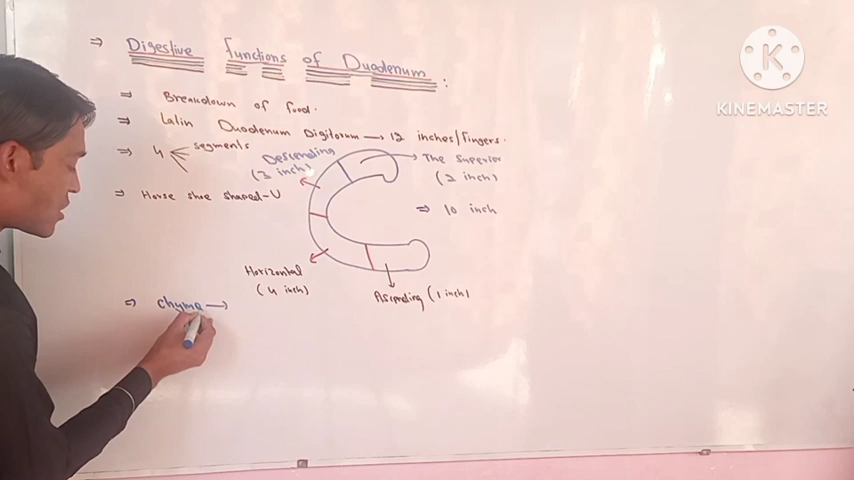 ⇒ Digestive Functions of Duodenum :
⇒ Breakdown of food.
⇒ Latin Duodenum Digitorum → 12 inches/fingers.
⇒ 4 segments
Descending
(3 inch)
→ The Superior
(2 inch)
⇒ Horse shoe shaped-U
⇒ 10 inch
Horizontal
(4 inch)
Ascending (1 inch)
⇒ chyme →
K
KINEMASTER